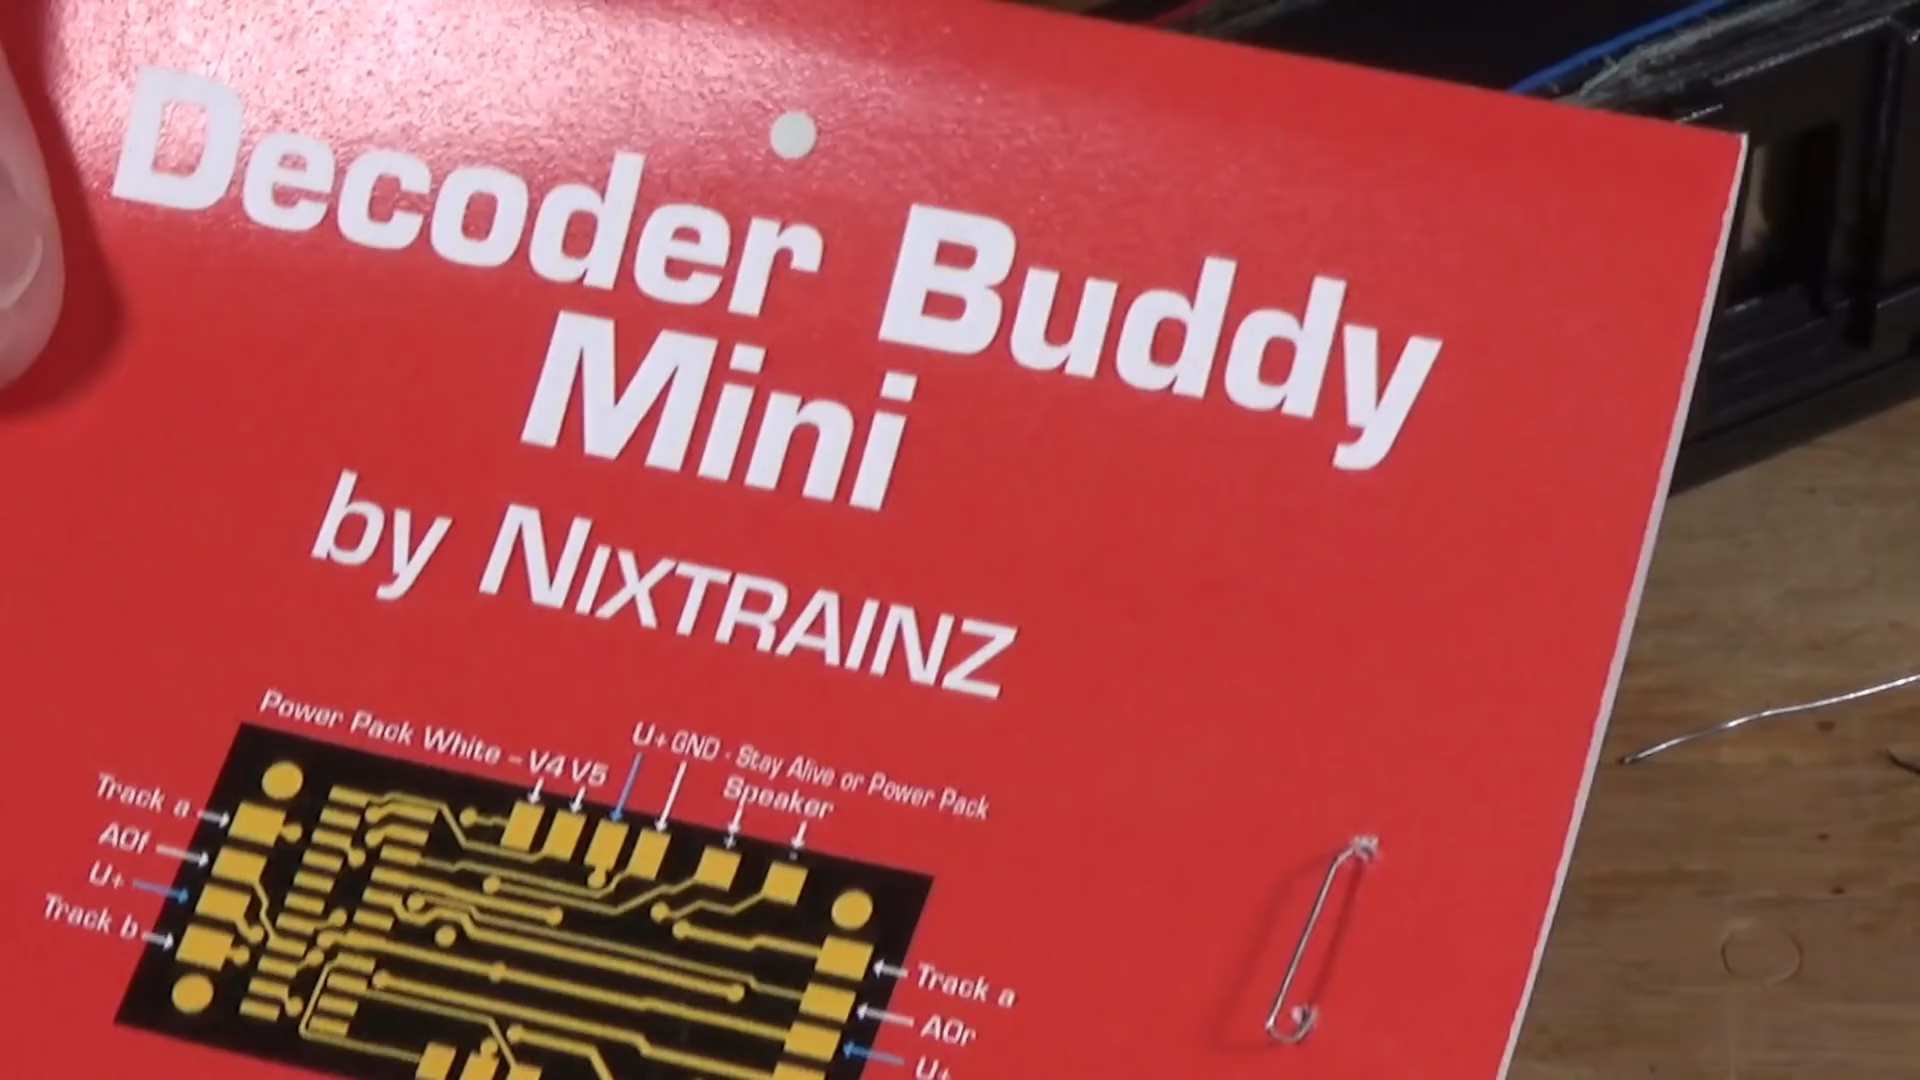 Decoder Buddy
Mini
by NIXTRAINZ
Power Pack White - V4 V5
U+ GND - Stay Alive or Power Pack
Speaker
+ -
Track a
AOf
U+
Track b
Track a
AOr
U+